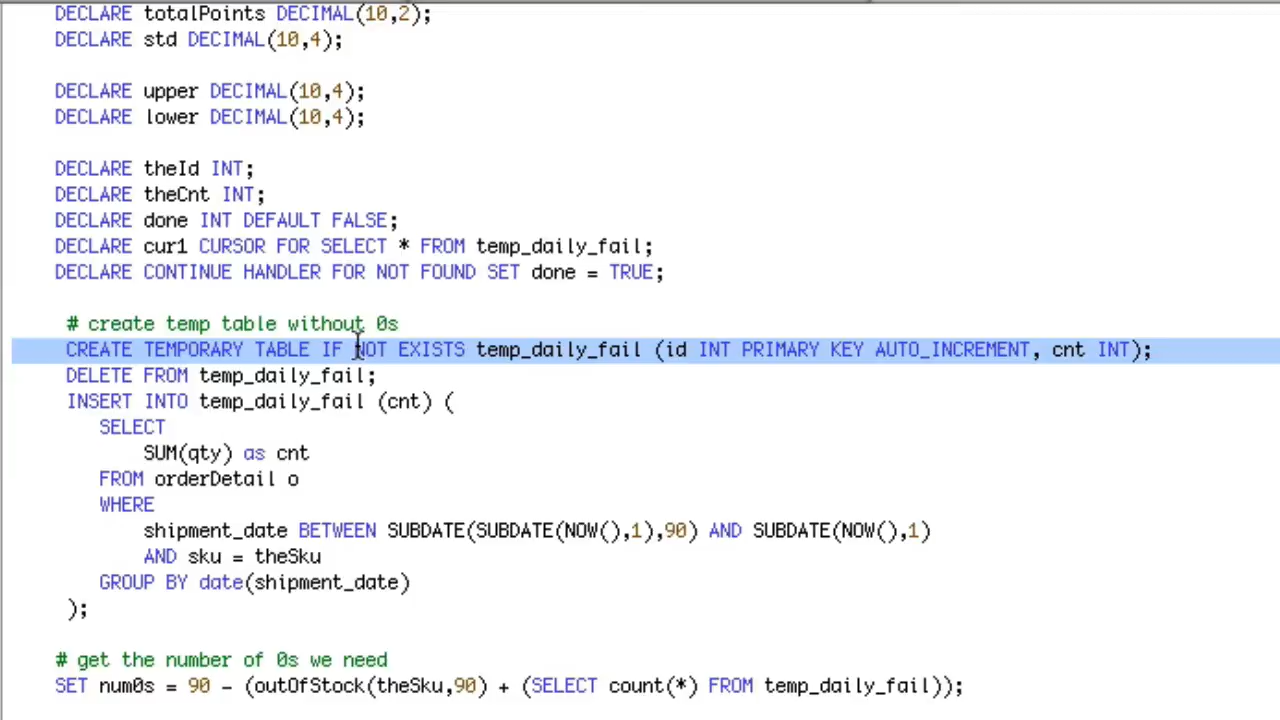 DECLARE totalPoints DECIMAL(10,2);
DECLARE std DECIMAL(10,4);
DECLARE upper DECIMAL(10,4);
DECLARE lower DECIMAL(10,4);
DECLARE theId INT;
DECLARE theCnt INT;
DECLARE done INT DEFAULT FALSE;
DECLARE cur1 CURSOR FOR SELECT * FROM temp_daily_fail;
DECLARE CONTINUE HANDLER FOR NOT FOUND SET done = TRUE;
# create temp table without 0s
CREATE TEMPORARY TABLE IF NOT EXISTS temp_daily_fail (id INT PRIMARY KEY AUTO_INCREMENT, cnt INT);
DELETE FROM temp_daily_fail;
INSERT INTO temp_daily_fail (cnt) (
SELECT
SUM(qty) as cnt
FROM orderDetail o
WHERE
shipment_date BETWEEN SUBDATE(SUBDATE(NOW(),1),90) AND SUBDATE(NOW(),1)
AND sku = theSku
GROUP BY date(shipment_date)
);
# get the number of 0s we need
SET num0s = 90 - (outOfStock(theSku,90) + (SELECT count(*) FROM temp_daily_fail));